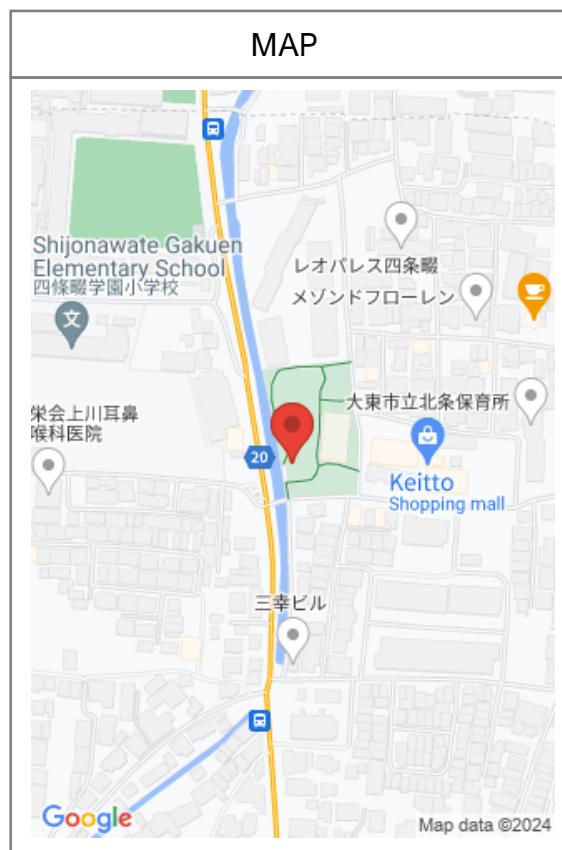 MAP
Shijonawate Gakuen
Elementary School
四條畷学園小学校
文
レオパレス四条畷
メゾンドフローレン
栄会上川耳鼻
喉科医院
大東市立北条保育所
20
Keitto
Shopping mall
三幸ビル
Google
Map data ©2024